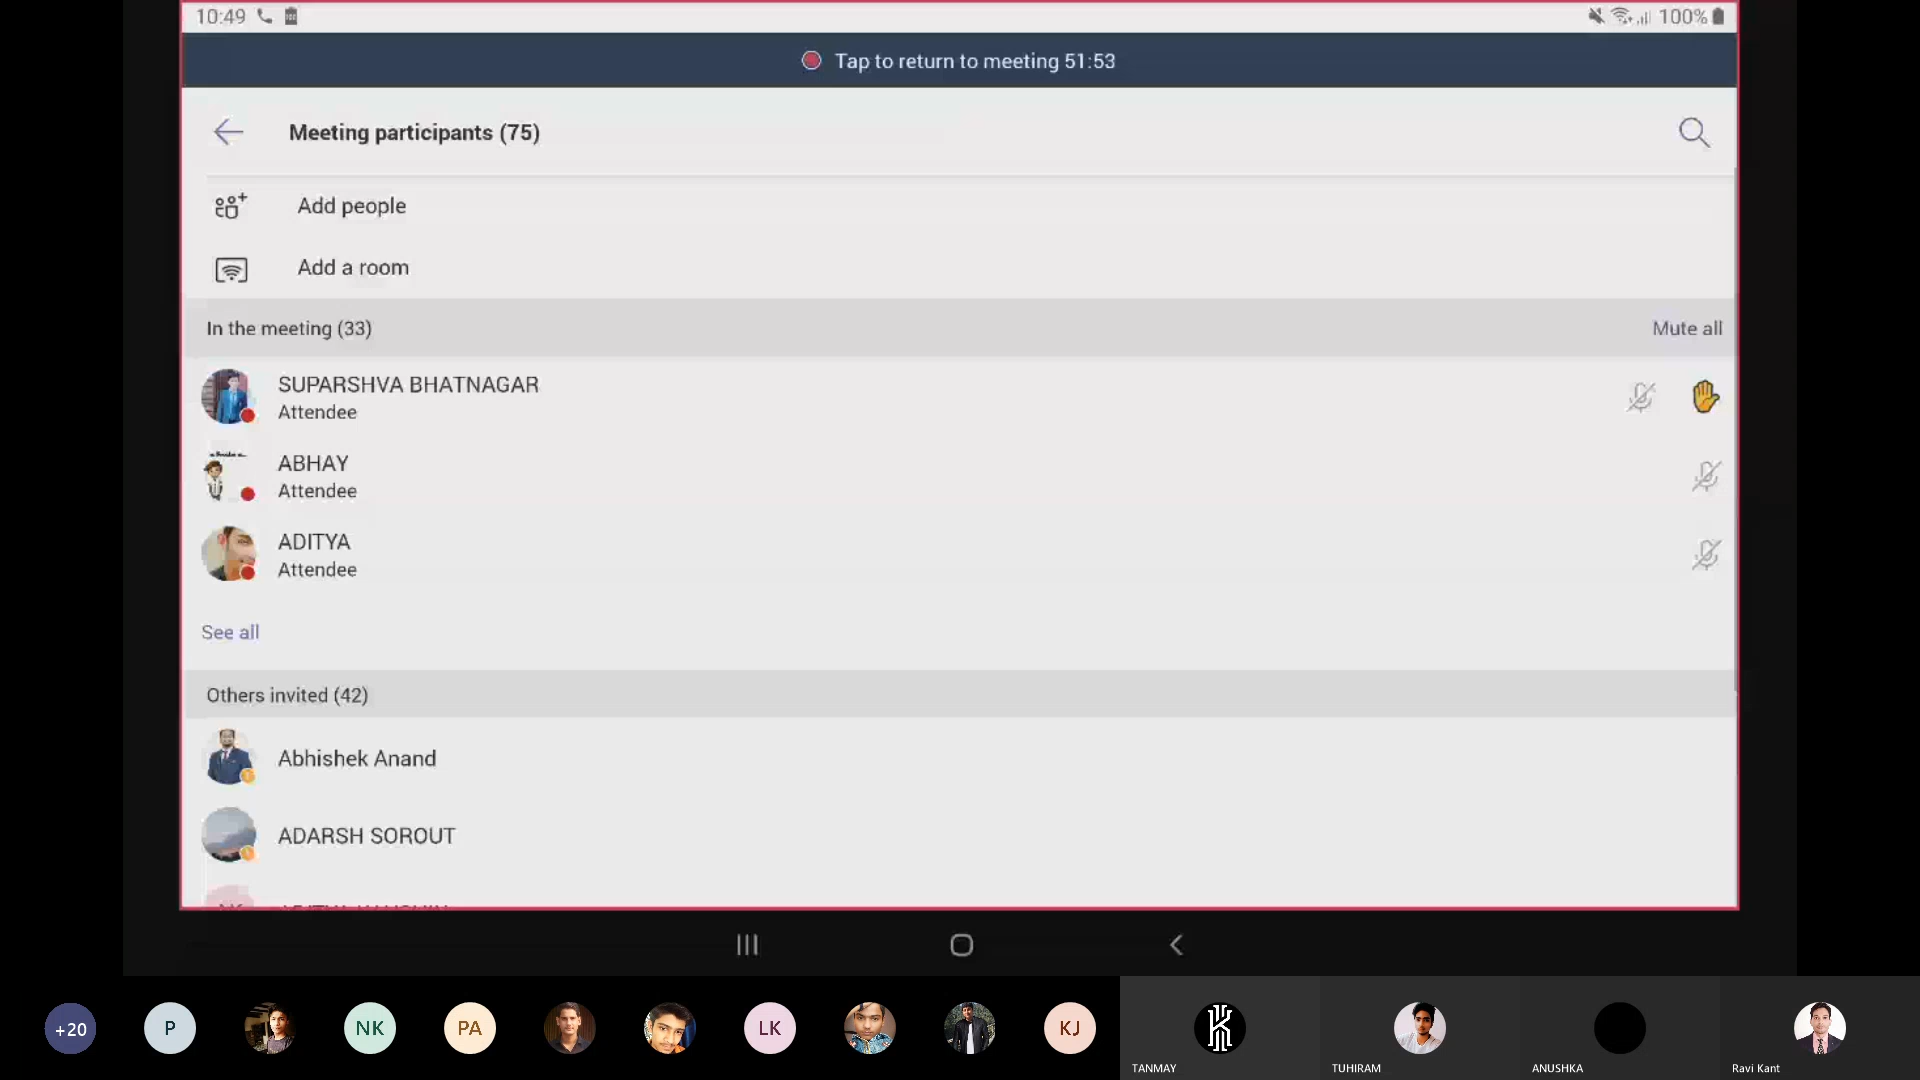 10:49
100%
Tap to return to meeting 51:53
Meeting participants (75)
Add people
Add a room
In the meeting (33)
Mute all
SUPARSHVA BHATNAGAR
Attendee
ABHAY
Attendee
ADITYA
Attendee
See all
Others invited (42)
Abhishek Anand
ADARSH SOROUT
+20
P
NK
PA
LK
KJ
TANMAY
TUHIRAM
ANUSHKA
Ravi Kant